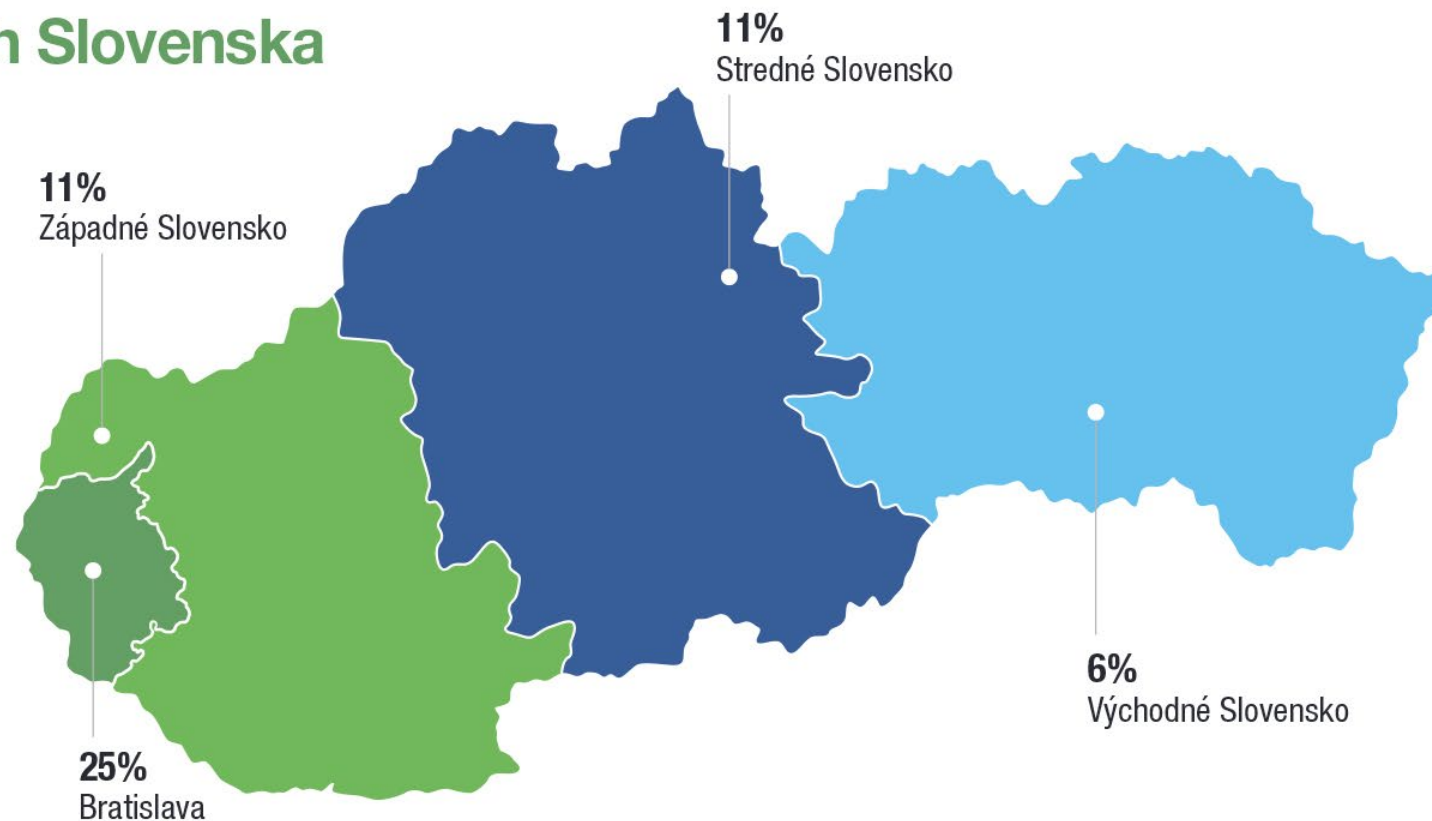 n Slovenska
11%
Stredné Slovensko
11%
Západné Slovensko
6%
Východné Slovensko
25%
Bratislava